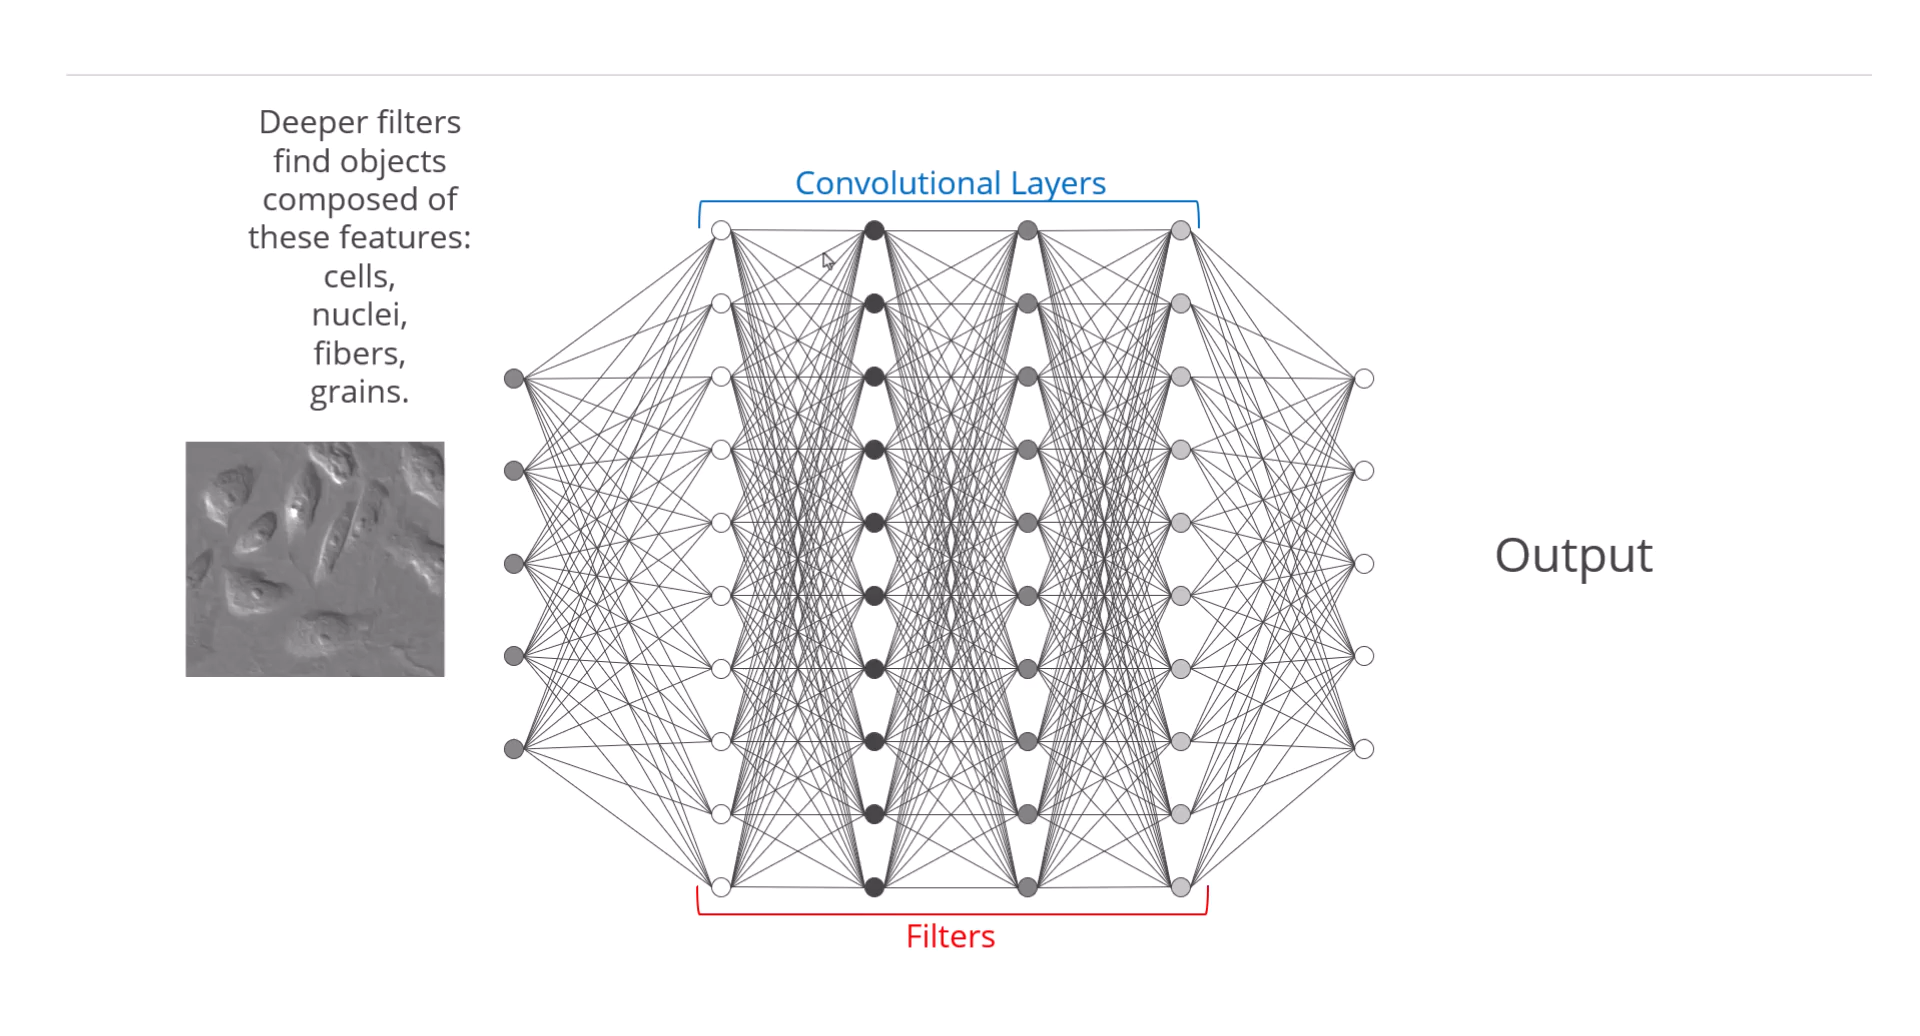 Deeper filters
find objects
composed of
these features:
cells,
nuclei,
fibers,
grains.
Convolutional Layers
Output
Filters